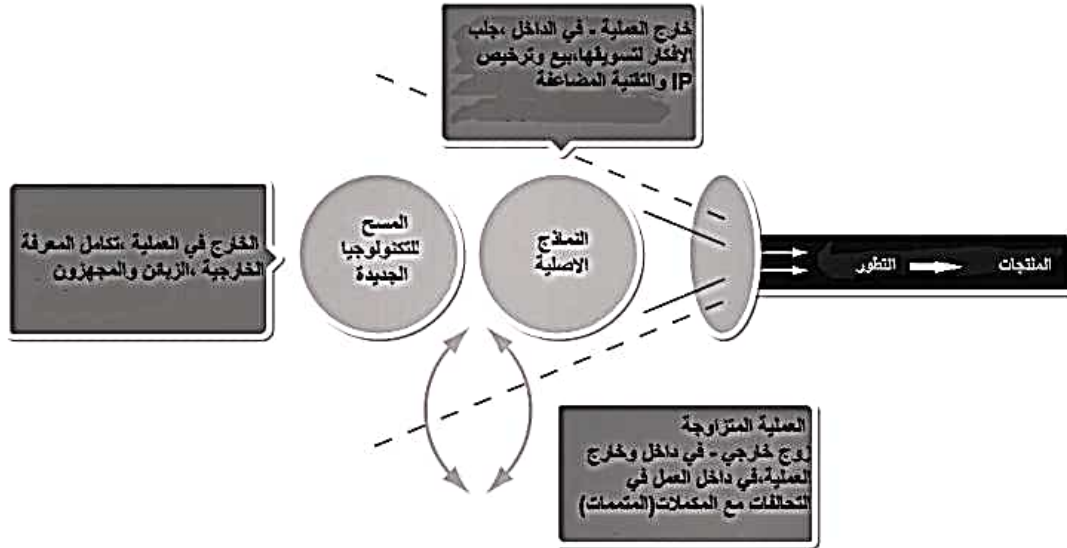 خارج العملية - في الداخل ،جلب
الافكار لتسويقها،بيع وترخيص
IP والتقنية المضاعفة
المسح
للتكنولوجيا
الجديدة
النماذج
الاصلية
الخارج في العملية ،تكامل المعرفة
الخارجية ،الزبائن والمجهزون
التطور
المنتجات
العملية المتزاوجة
زوج خارجي - في داخل وخارج
العملية،في داخل العمل في
التحالفات مع المكملات(المتممات)